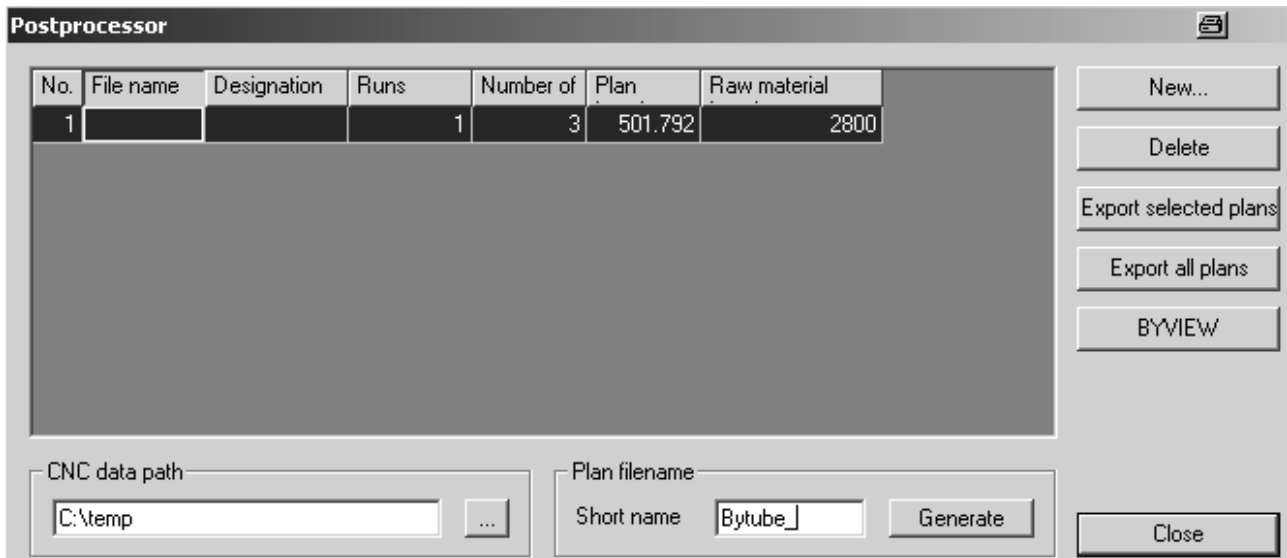 Postprocessor
No. File name Designation Runs Number of Plan Raw material
1 1 3 501.792 2800
New...
Delete
Export selected plans
Export all plans
BYVIEW
CNC data path
C:\temp ...
Plan filename
Short name Bytube_ Generate
Close